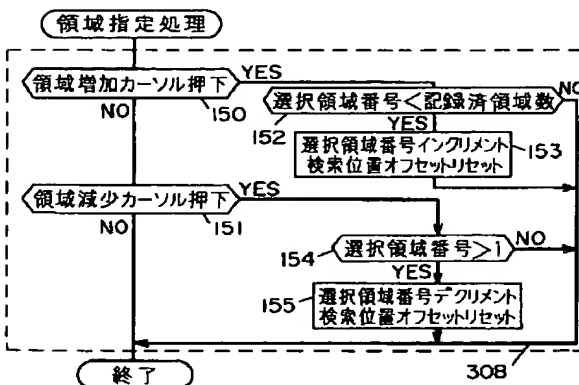 領域指定処理
領域増加カーソル押下
YES
NO
150
選択領域番号<記録済領域数
NO
152
YES
選択領域番号インクリメント
検索位置オフセットリセット
153
領域減少カーソル押下
YES
NO
151
選択領域番号>1
NO
154
YES
選択領域番号デクリメント
検索位置オフセットリセット
155
308
終了